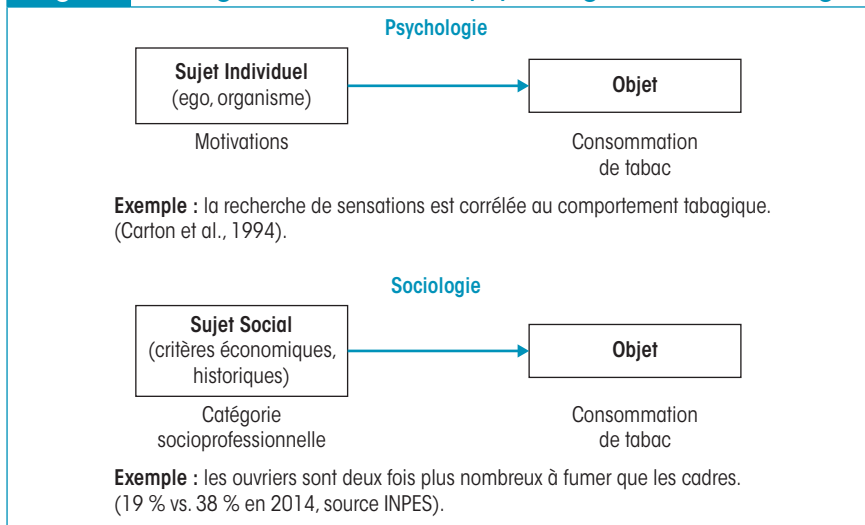 Psychologie
Sujet Individuel
(ego, organisme)
Objet
Motivations
Consommation
de tabac
Exemple : la recherche de sensations est corrélée au comportement tabagique.
(Carton et al., 1994).
Sociologie
Sujet Social
(critères économiques,
historiques)
Objet
Catégorie
socioprofessionnelle
Consommation
de tabac
Exemple : les ouvriers sont deux fois plus nombreux à fumer que les cadres.
(19 % vs. 38 % en 2014, source INPES).